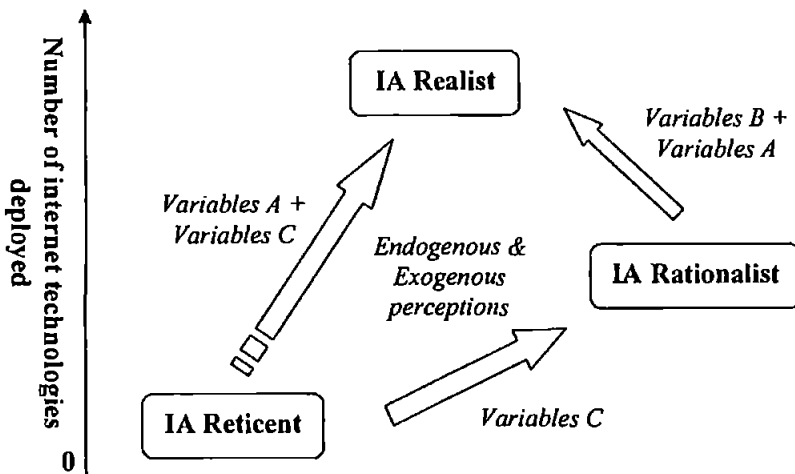 Number of internet technologies
deployed
0
IA Realist
Variables B +
Variables A
Variables A +
Variables C
Endogenous &
Exogenous
perceptions
IA Rationalist
IA Reticent
Variables C